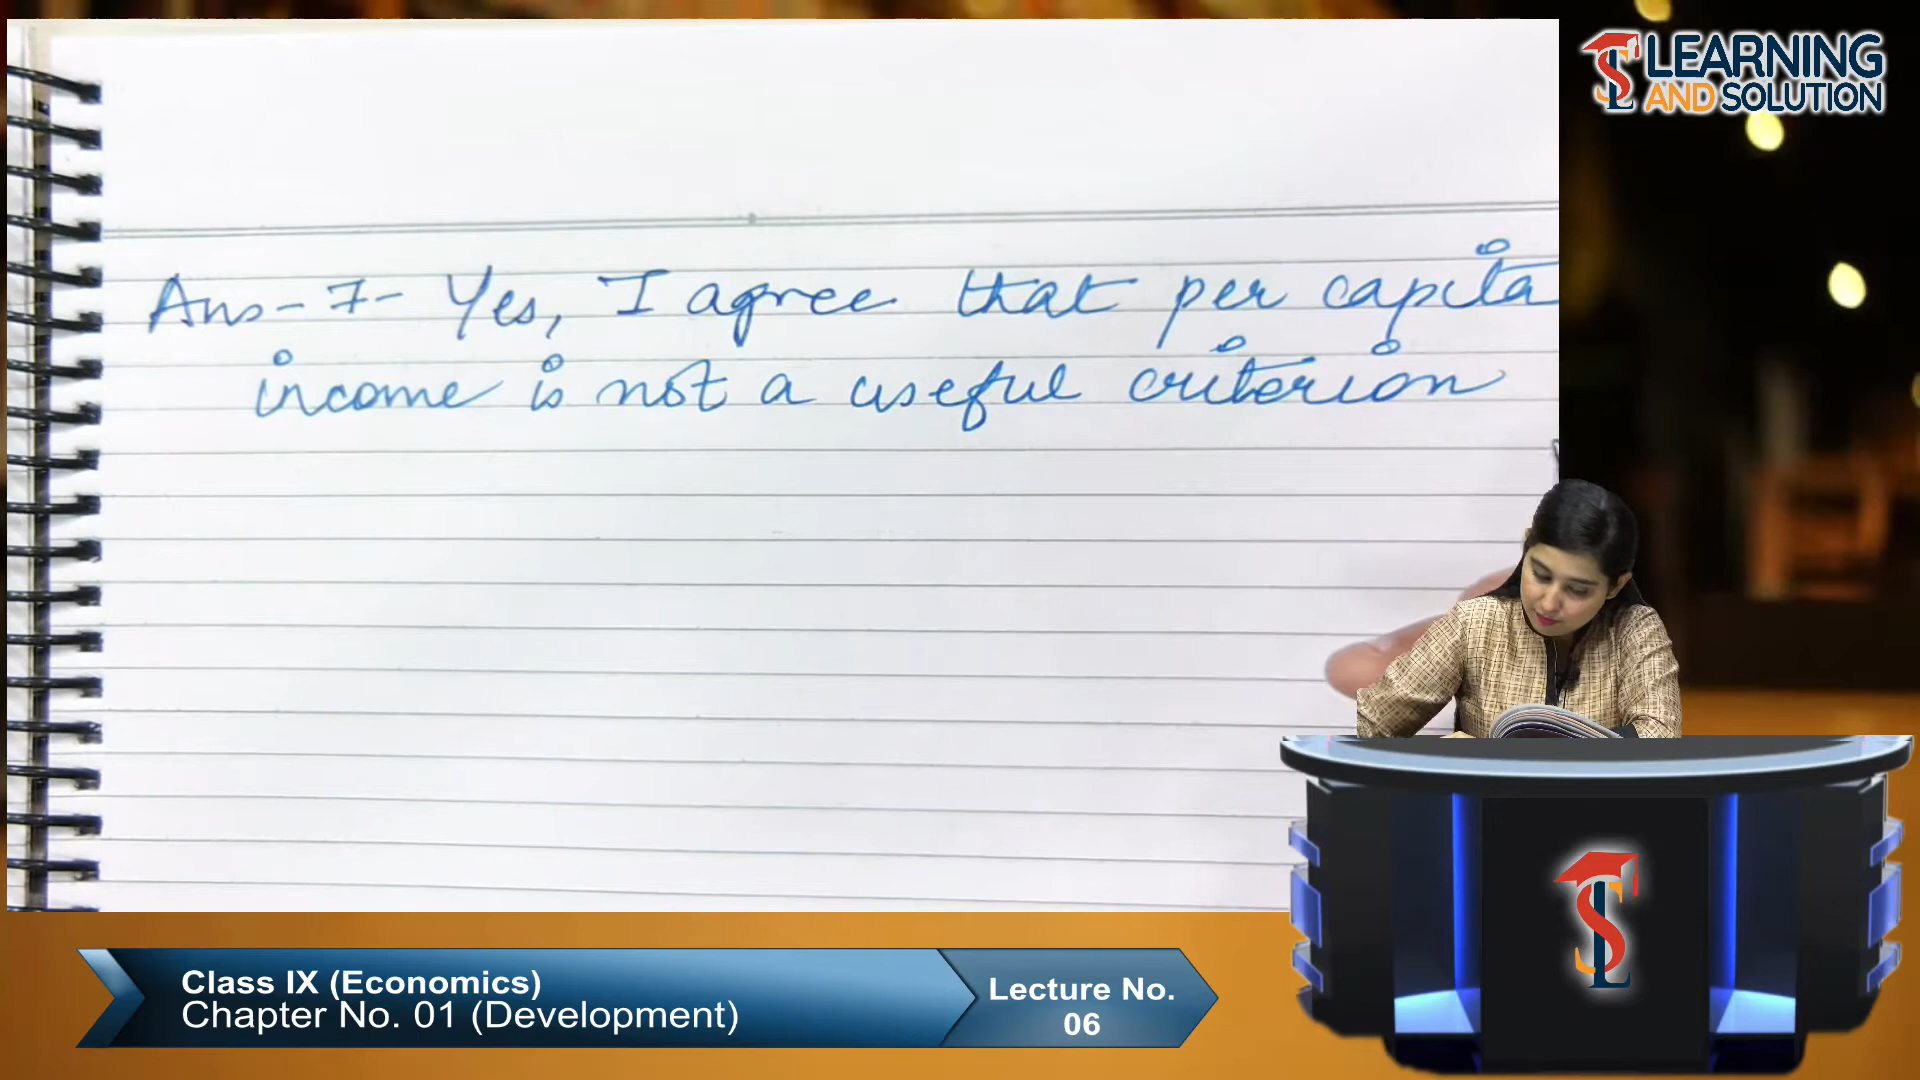 LEARNING
AND SOLUTION
Ans-7- Yes, I agree that per capita
income is not a useful criterion
Class IX (Economics)
Chapter No. 01 (Development)
Lecture No.
06